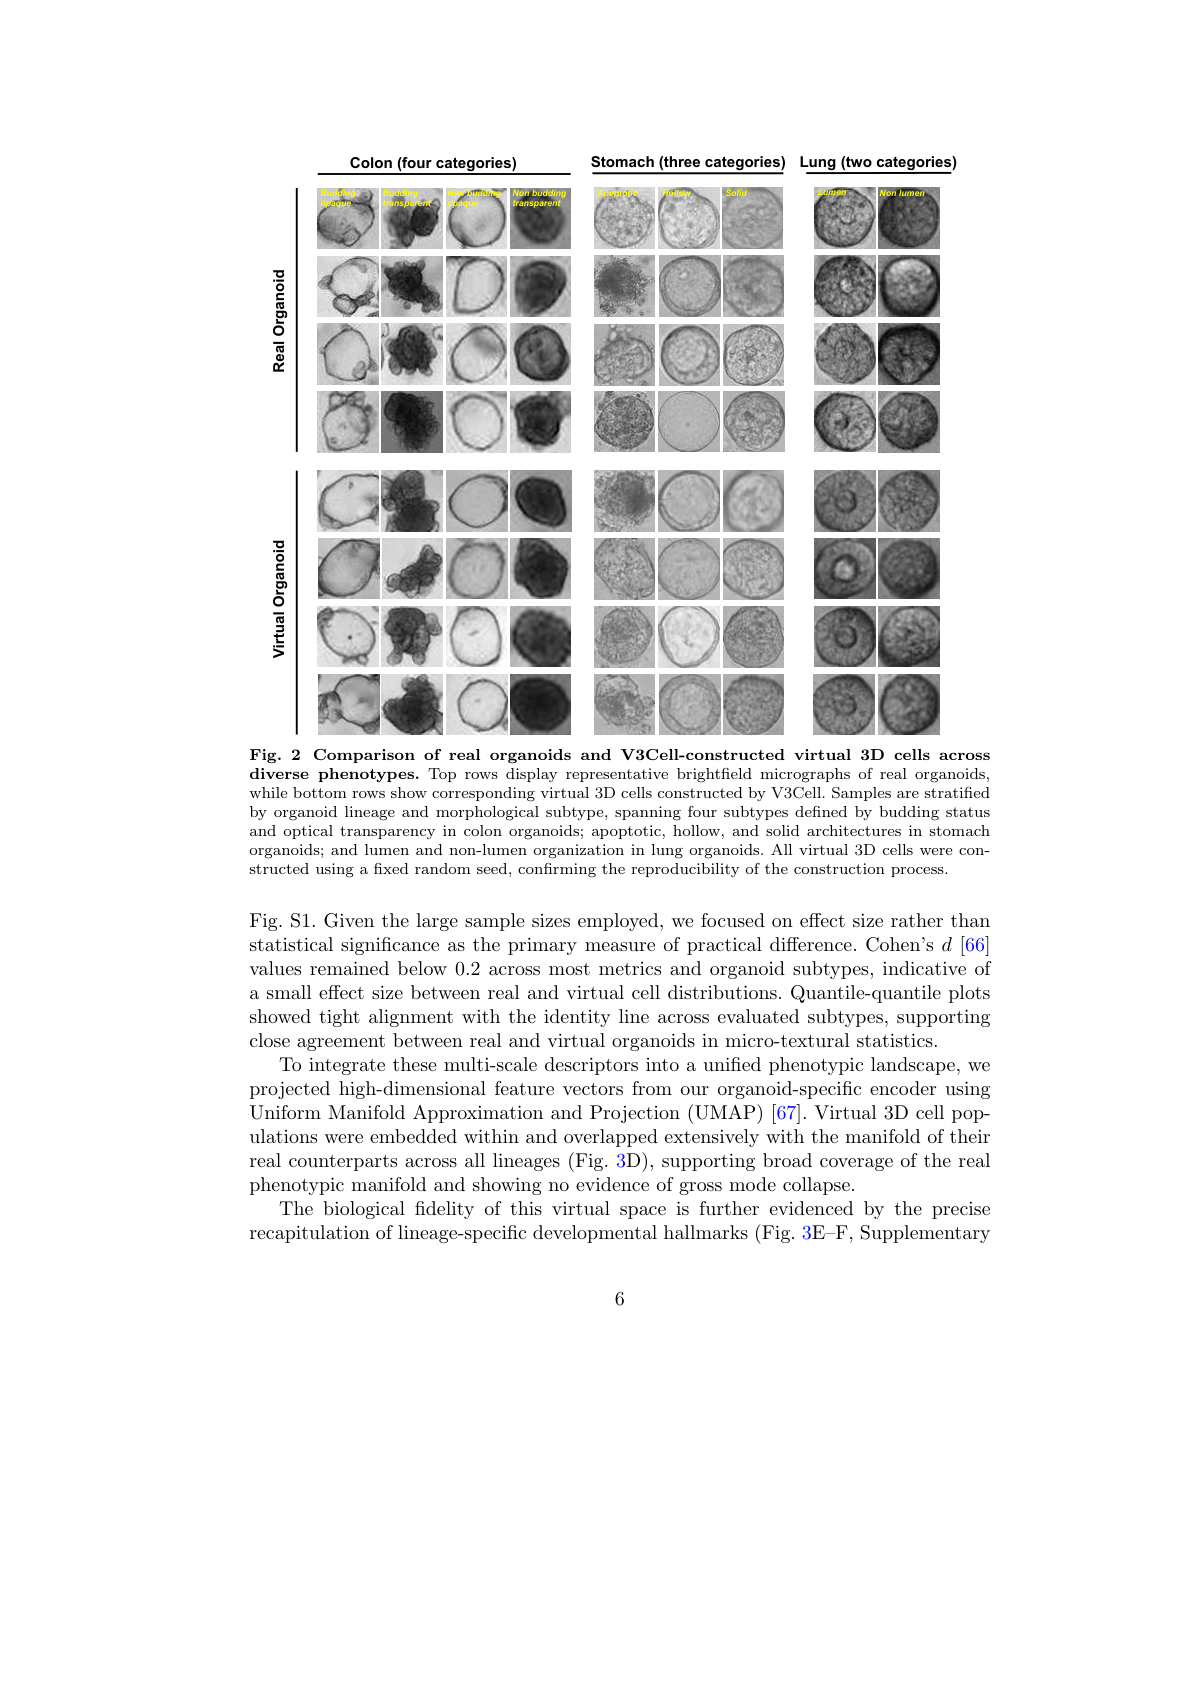 Colon (four categories) Stomach (three categories) Lung (two categories)
Budding opaque
Budding transparent
Non budding opaque
Non budding transparent
Apoptotic
Hollow
Solid
Lumen
Non lumen
Real Organoid
Virtual Organoid
Fig. 2 Comparison of real organoids and V3Cell-constructed virtual 3D cells across
diverse phenotypes. Top rows display representative brightfield micrographs of real organoids,
while bottom rows show corresponding virtual 3D cells constructed by V3Cell. Samples are stratified
by organoid lineage and morphological subtype, spanning four subtypes defined by budding status
and optical transparency in colon organoids; apoptotic, hollow, and solid architectures in stomach
organoids; and lumen and non-lumen organization in lung organoids. All virtual 3D cells were con-
structed using a fixed random seed, confirming the reproducibility of the construction process.
Fig. S1. Given the large sample sizes employed, we focused on effect size rather than
statistical significance as the primary measure of practical difference. Cohen's d [66]
values remained below 0.2 across most metrics and organoid subtypes, indicative of
a small effect size between real and virtual cell distributions. Quantile-quantile plots
showed tight alignment with the identity line across evaluated subtypes, supporting
close agreement between real and virtual organoids in micro-textural statistics.
To integrate these multi-scale descriptors into a unified phenotypic landscape, we
projected high-dimensional feature vectors from our organoid-specific encoder using
Uniform Manifold Approximation and Projection (UMAP) [67]. Virtual 3D cell pop-
ulations were embedded within and overlapped extensively with the manifold of their
real counterparts across all lineages (Fig. 3D), supporting broad coverage of the real
phenotypic manifold and showing no evidence of gross mode collapse.
The biological fidelity of this virtual space is further evidenced by the precise
recapitulation of lineage-specific developmental hallmarks (Fig. 3E–F, Supplementary
6